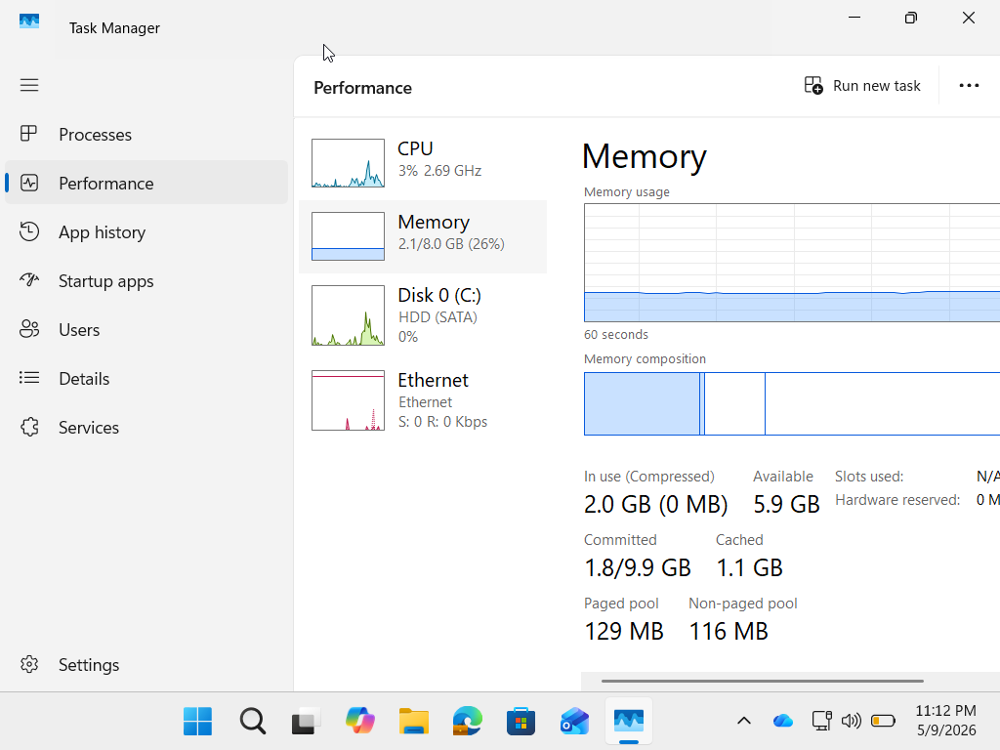 Task Manager
Performance
Run new task
Processes
Performance
App history
Startup apps
Users
Details
Services
Settings
CPU
3% 2.69 GHz
Memory
2.1/8.0 GB (26%)
Disk 0 (C:)
HDD (SATA)
0%
Ethernet
Ethernet
S: 0 R: 0 Kbps
Memory
Memory usage
60 seconds
Memory composition
In use (Compressed)
2.0 GB (0 MB)
Available
5.9 GB
Slots used:
N/A
Hardware reserved:
0 M
Committed
1.8/9.9 GB
Cached
1.1 GB
Paged pool
129 MB
Non-paged pool
116 MB
11:12 PM
5/9/2026